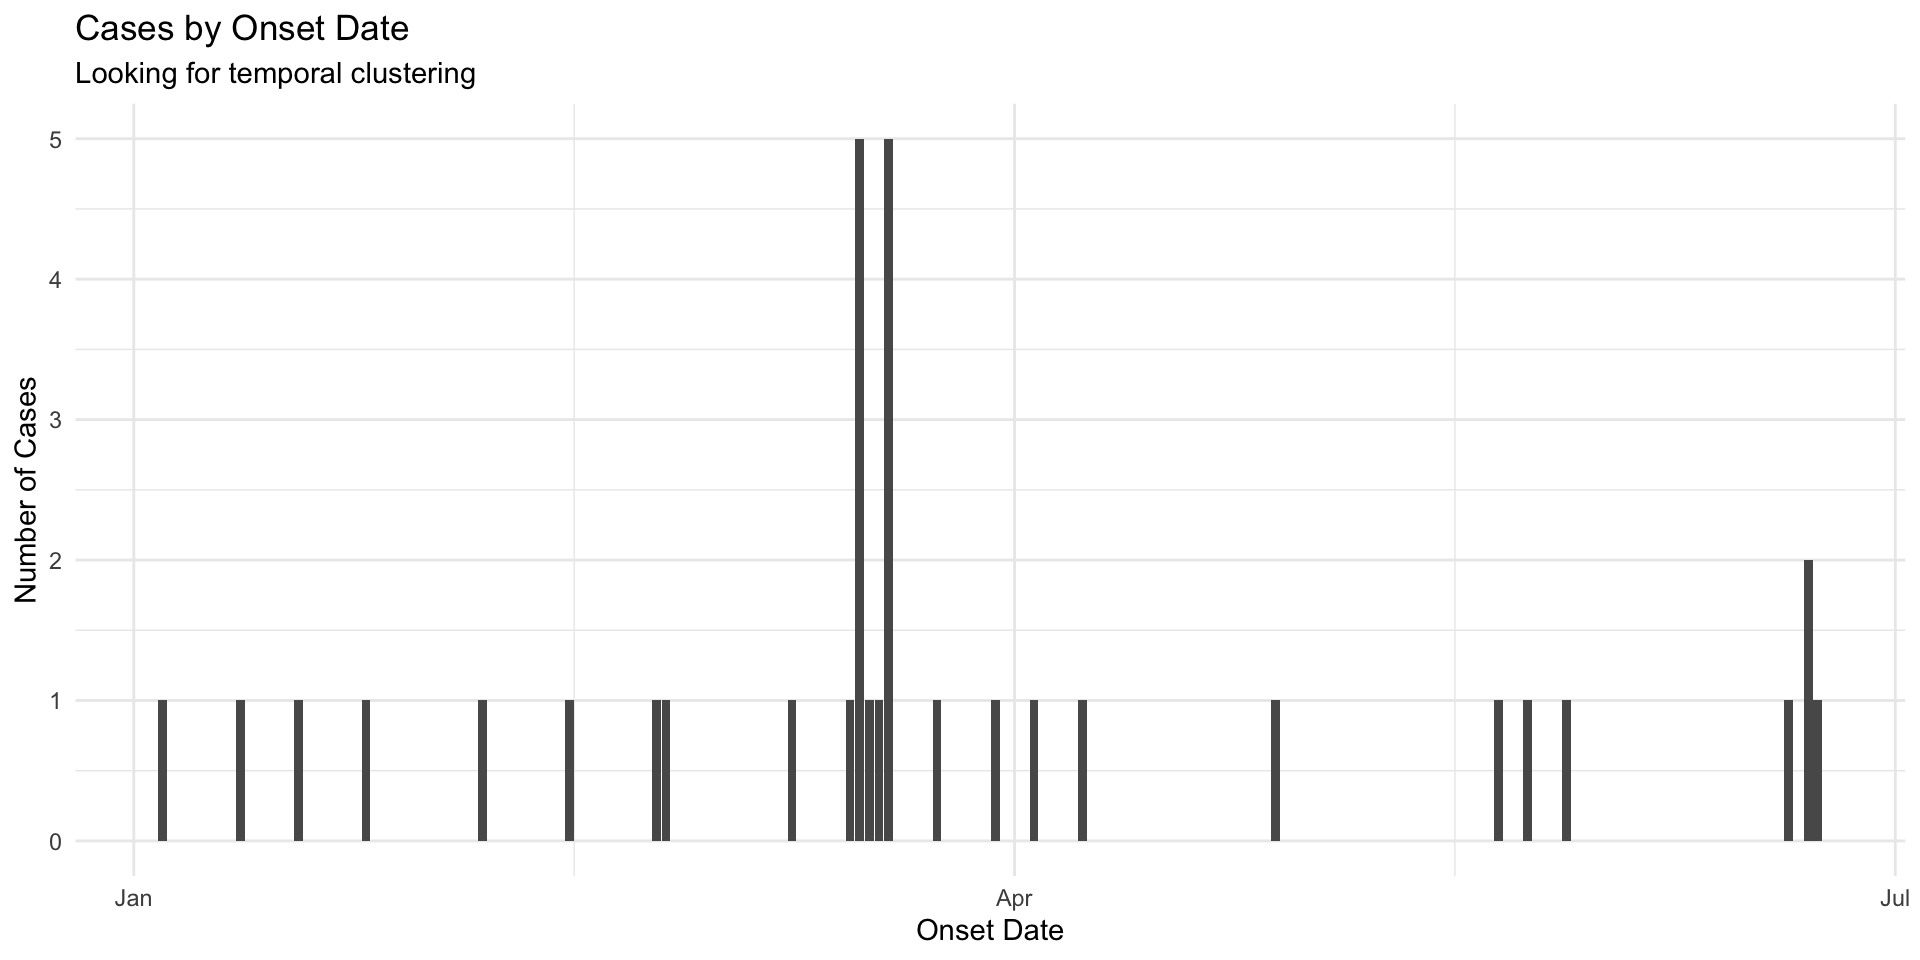 Cases by Onset Date
Looking for temporal clustering
5
4
3
2
1
0
Number of Cases
Jan
Apr
Jul
Onset Date